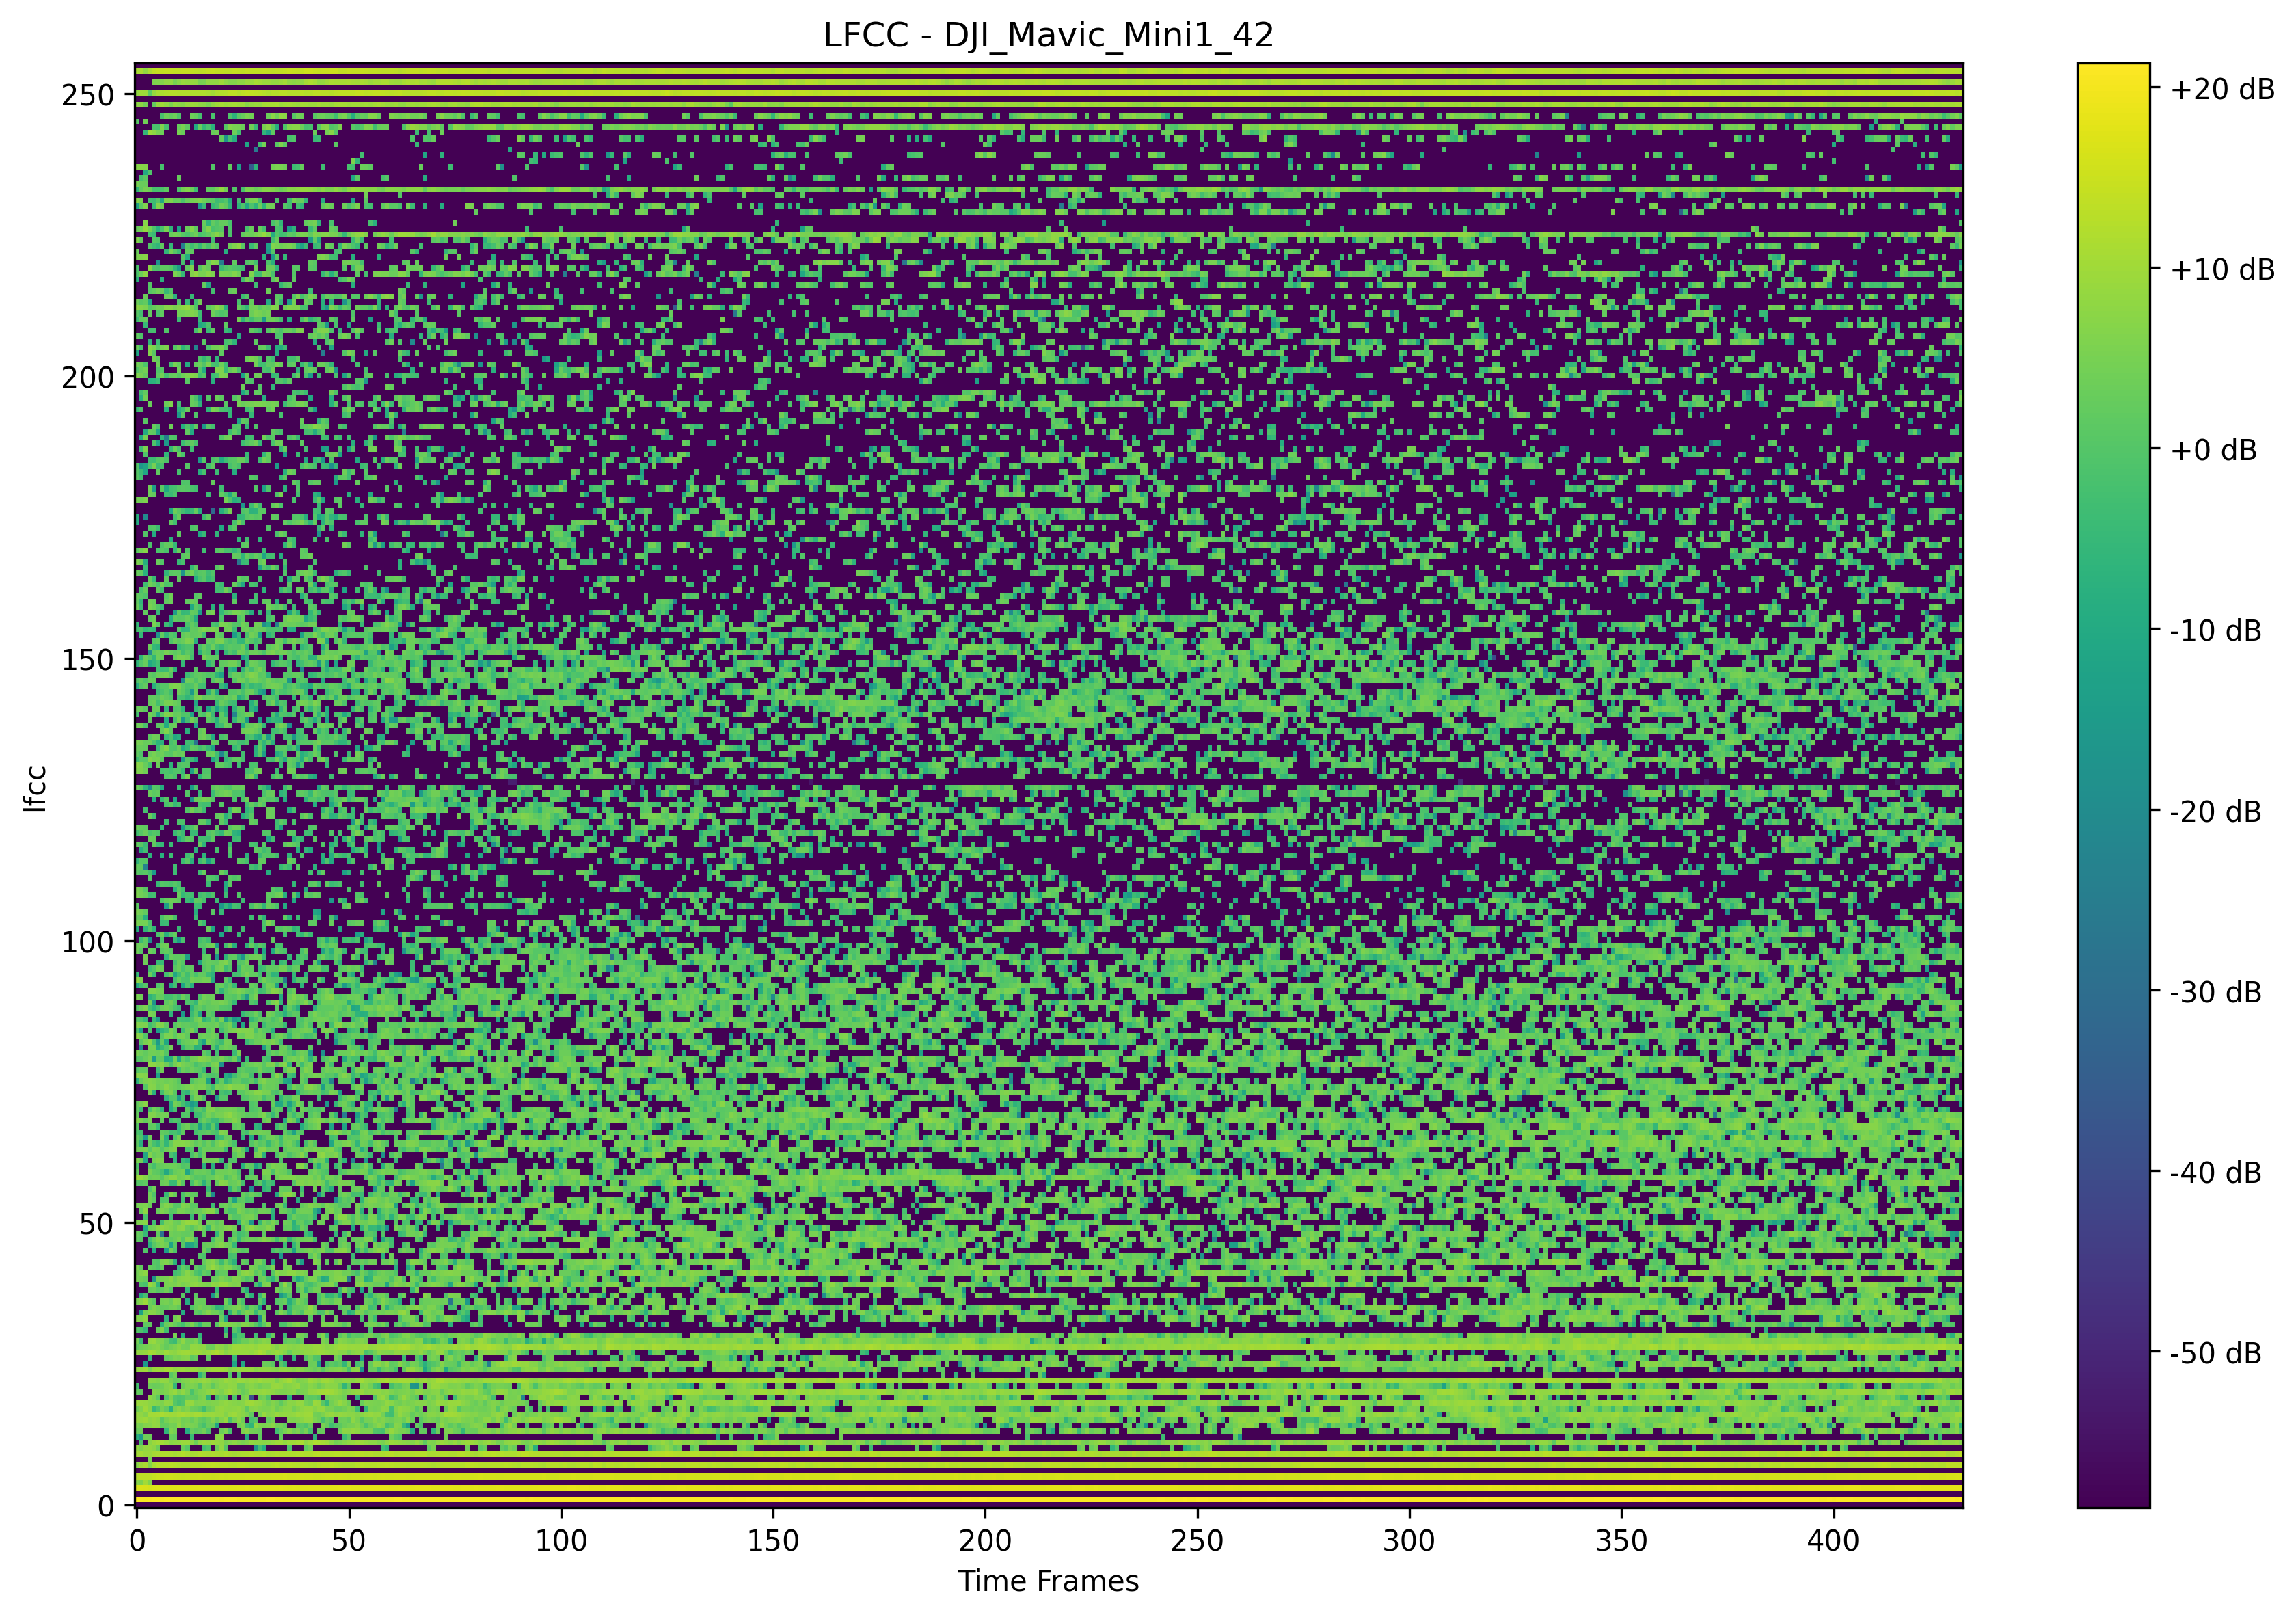 LFCC - DJI_Mavic_Mini1_42
250
200
150
100
50
0
lfcc
0 50 100 150 200 250 300 350 400
Time Frames
+20 dB
+10 dB
+0 dB
-10 dB
-20 dB
-30 dB
-40 dB
-50 dB